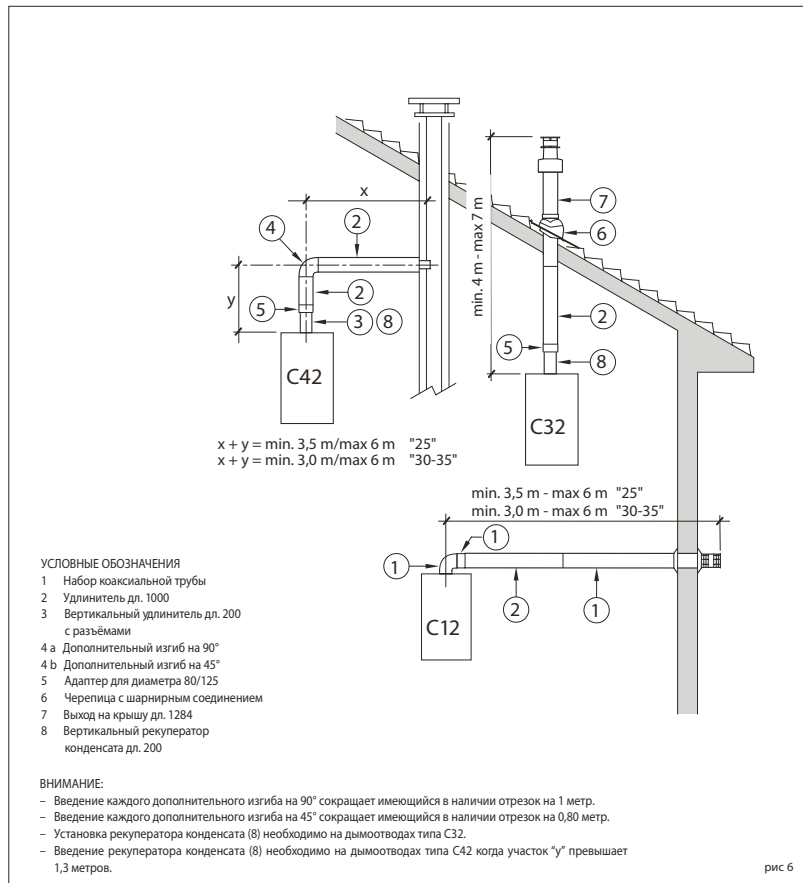 x
4
2
7
6
min. 4 m - max 7 m
y
2
5
3
8
2
5
8
C42
C32
x + y = min. 3,5 m/max 6 m "25"
x + y = min. 3,0 m/max 6 m "30-35"
min. 3,5 m - max 6 m "25"
min. 3,0 m - max 6 m "30-35"
1
1
2
1
C12
УСЛОВНЫЕ ОБОЗНАЧЕНИЯ
1 Набор коаксиальной трубы
2 Удлинитель дл. 1000
3 Вертикальный удлинитель дл. 200
с разъёмами
4 a Дополнительный изгиб на 90°
4 b Дополнительный изгиб на 45°
5 Адаптер для диаметра 80/125
6 Черепица с шарнирным соединением
7 Выход на крышу дл. 1284
8 Вертикальный рекуператор
конденсата дл. 200
ВНИМАНИЕ:
– Введение каждого дополнительного изгиба на 90° сокращает имеющийся в наличии отрезок на 1 метр.
– Введение каждого дополнительного изгиба на 45° сокращает имеющийся в наличии отрезок на 0,80 метр.
– Установка рекуператора конденсата (8) необходимо на дымоотводах типа C32.
– Введение рекуператора конденсата (8) необходимо на дымоотводах типа C42 когда участок “y” превышает
1,3 метров.
рис 6